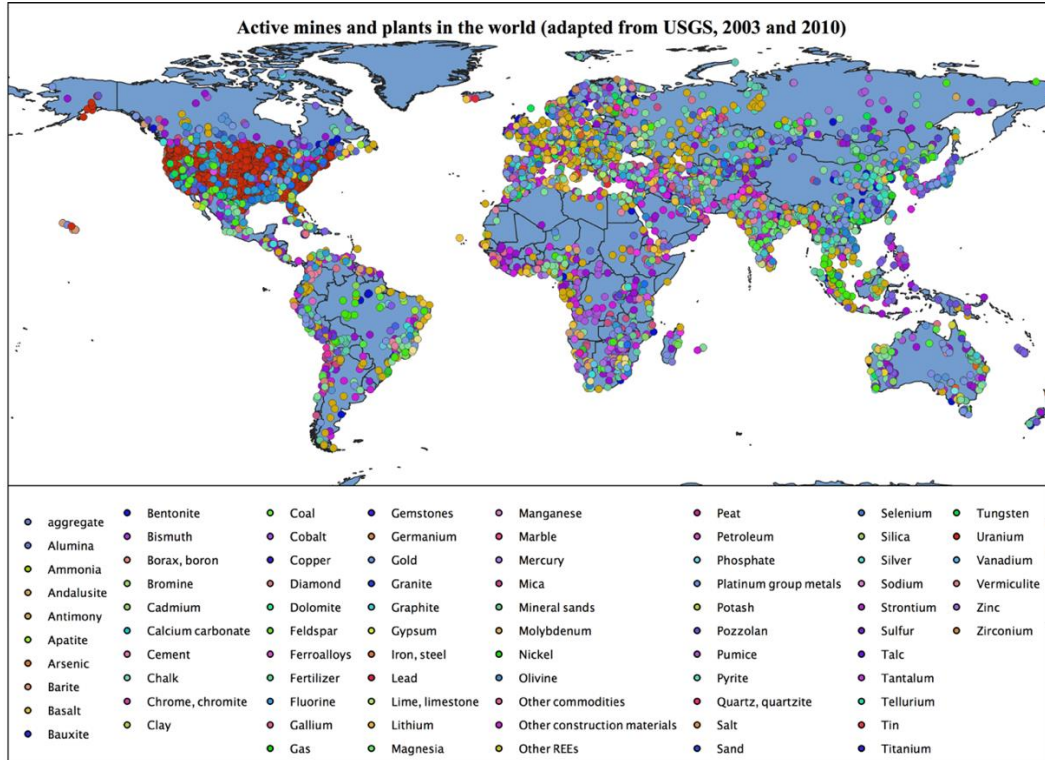 Active mines and plants in the world (adapted from USGS, 2003 and 2010)
aggregate
Alumina
Ammonia
Andalusite
Antimony
Apatite
Arsenic
Barite
Basalt
Bauxite
Bentonite
Bismuth
Borax, boron
Bromine
Cadmium
Calcium carbonate
Cement
Chalk
Chrome, chromite
Clay
Coal
Cobalt
Copper
Diamond
Dolomite
Feldspar
Ferroalloys
Fertilizer
Fluorine
Gallium
Gas
Gemstones
Germanium
Gold
Granite
Graphite
Gypsum
Iron, steel
Lead
Lime, limestone
Lithium
Magnesia
Manganese
Marble
Mercury
Mica
Mineral sands
Molybdenum
Nickel
Olivine
Other commodities
Other construction materials
Other REEs
Peat
Petroleum
Phosphate
Platinum group metals
Potash
Pozzolan
Pumice
Pyrite
Quartz, quartzite
Salt
Sand
Selenium
Silica
Silver
Sodium
Strontium
Sulfur
Talc
Tantalum
Tellurium
Tin
Titanium
Tungsten
Uranium
Vanadium
Vermiculite
Zinc
Zirconium